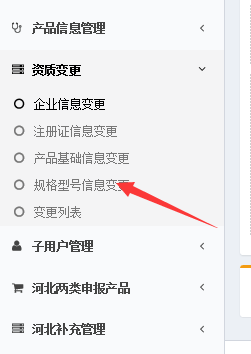 产品信息管理
资质变更
企业信息变更
注册证信息变更
产品基础信息变更
规格型号信息变更
变更列表
子用户管理
河北两类申报产品
河北补充管理